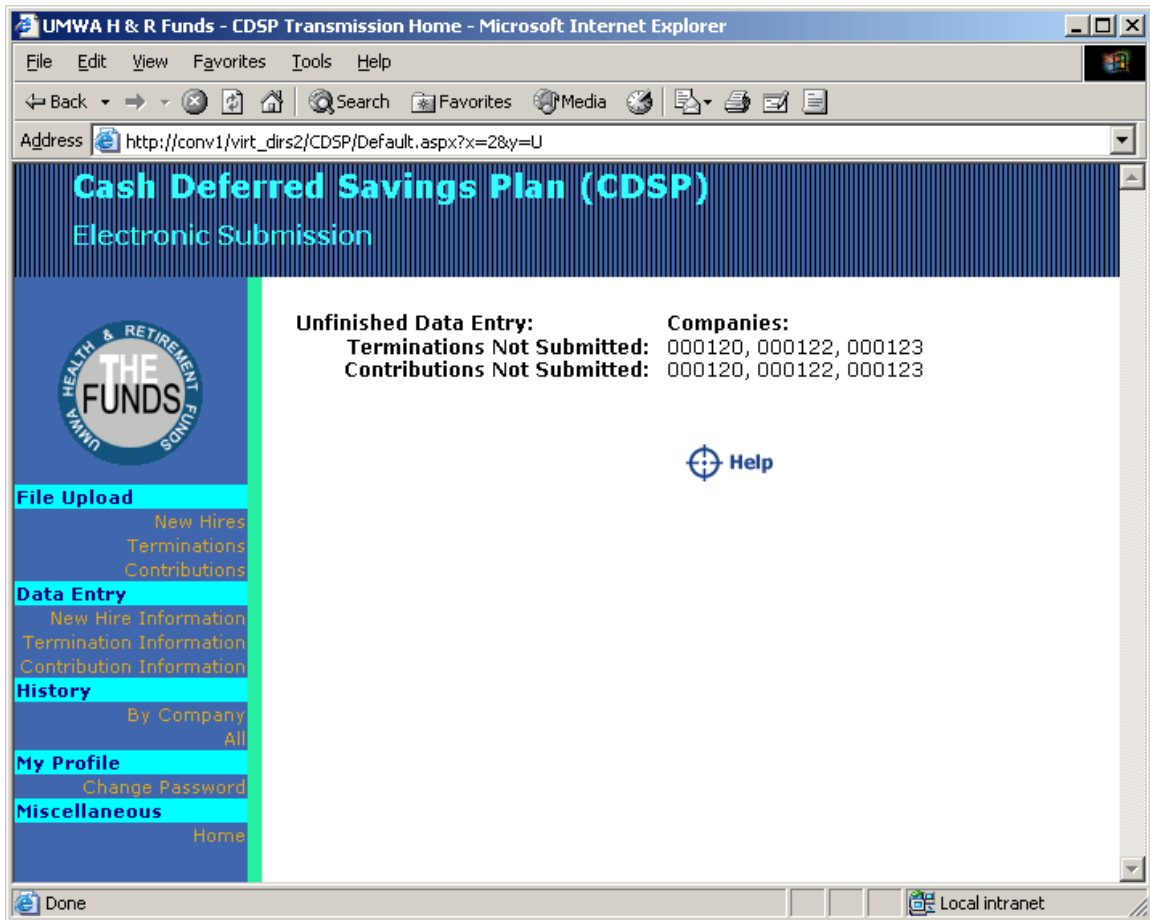 UMWA H & R Funds - CDSP Transmission Home - Microsoft Internet Explorer
File Edit View Favorites Tools Help
Back Search Favorites Media
Address http://conv1/virt_dirs2/CDSP/Default.aspx?x=2&y=U
Cash Deferred Savings Plan (CDSP)
Electronic Submission
UMWA HEALTH & RETIREMENT FUNDS
THE
FUNDS
Unfinished Data Entry: Companies:
Terminations Not Submitted: 000120, 000122, 000123
Contributions Not Submitted: 000120, 000122, 000123
Help
File Upload
New Hires
Terminations
Contributions
Data Entry
New Hire Information
Termination Information
Contribution Information
History
By Company
All
My Profile
Change Password
Miscellaneous
Home
Done Local intranet